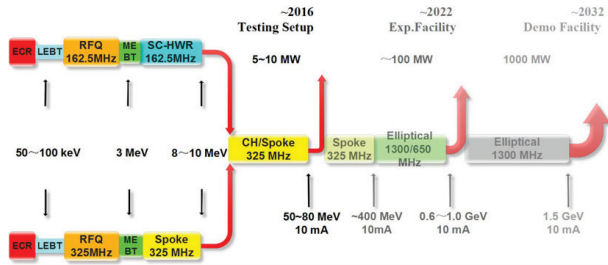 ~2016 ~2022 ~2032
Testing Setup Exp.Facility Demo Facility
5~10 MW ~100 MW 1000 MW
ECR LEBT RFQ 162.5MHz ME BT SC-HWR 162.5MHz
50~100 keV 3 MeV 8~10 MeV
CH/Spoke 325 MHz
Spoke 325 MHz
Elliptical 1300/650 MHz
Elliptical 1300 MHz
50~80 MeV 10 mA
~400 MeV 10mA
0.6~1.0 GeV 10 mA
1.5 GeV 10 mA
ECR LEBT RFQ 325MHz ME BT Spoke 325 MHz